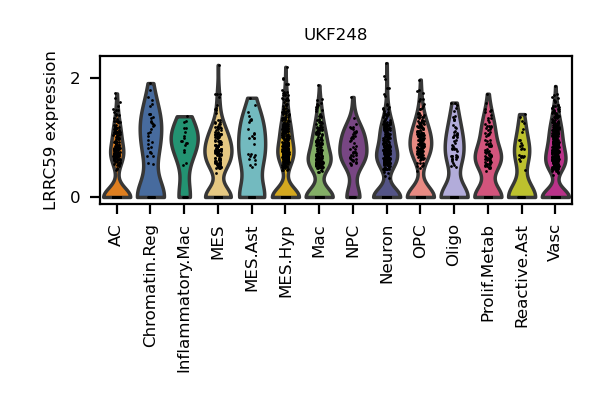 UKF248
LRRC59 expression
2
0
AC
Chromatin.Reg
Inflammatory.Mac
MES
MES.Ast
MES.Hyp
Mac
NPC
Neuron
OPC
Oligo
Prolif.Metab
Reactive.Ast
Vasc